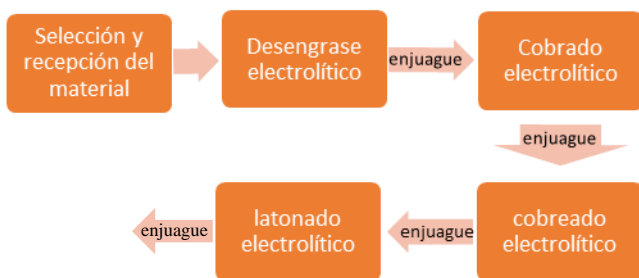 Selección y
recepción del
material
Desengrase
electrolítico
enjuague
Cobrado
electrolítico
enjuague
cobreado
electrolítico
enjuague
latonado
electrolítico
enjuague